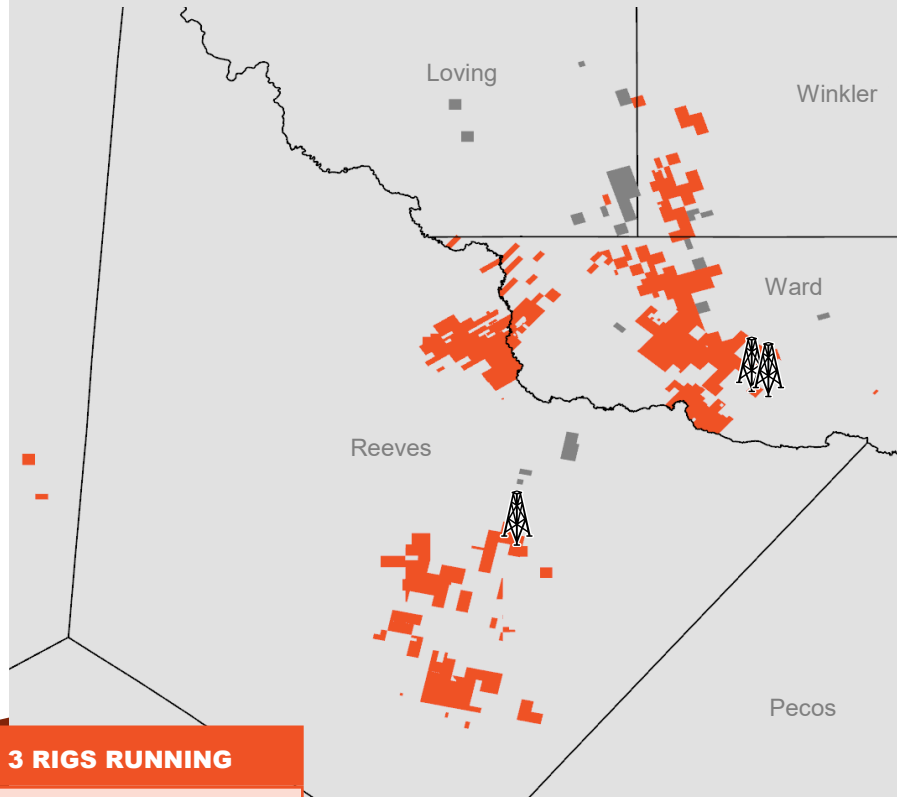 Loving
Winkler
Ward
Reeves
Pecos
3 RIGS RUNNING